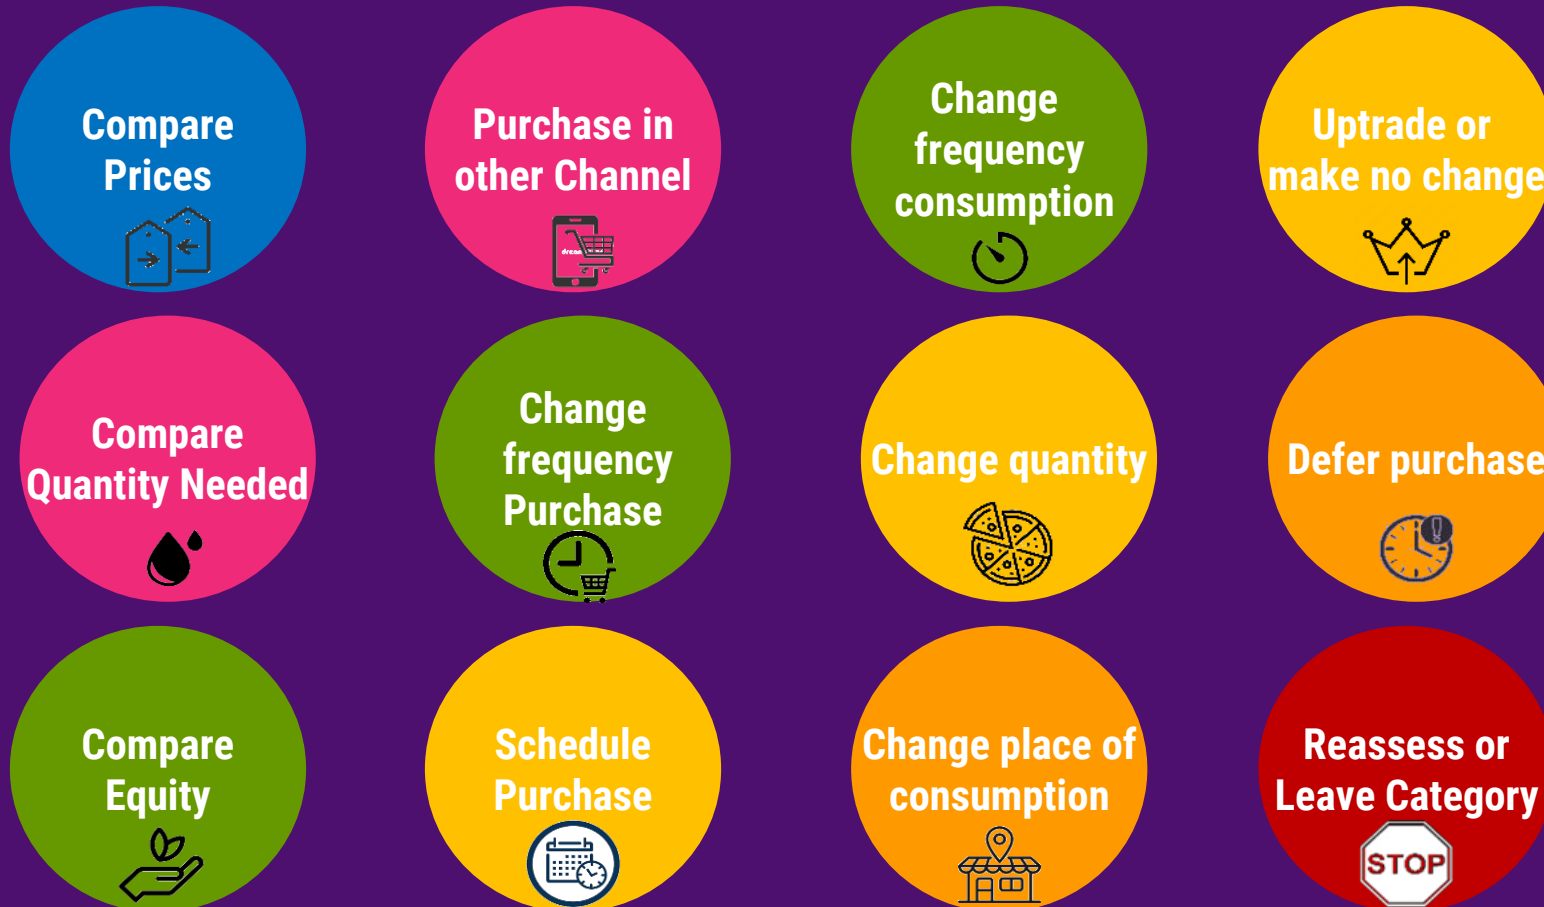 Compare
Prices
Purchase in
other Channel
Change
frequency
consumption
Uptrade or
make no change
Compare
Quantity Needed
Change
frequency
Purchase
Change quantity
Defer purchase
Compare
Equity
Schedule
Purchase
Change place of
consumption
Reassess or
Leave Category
STOP